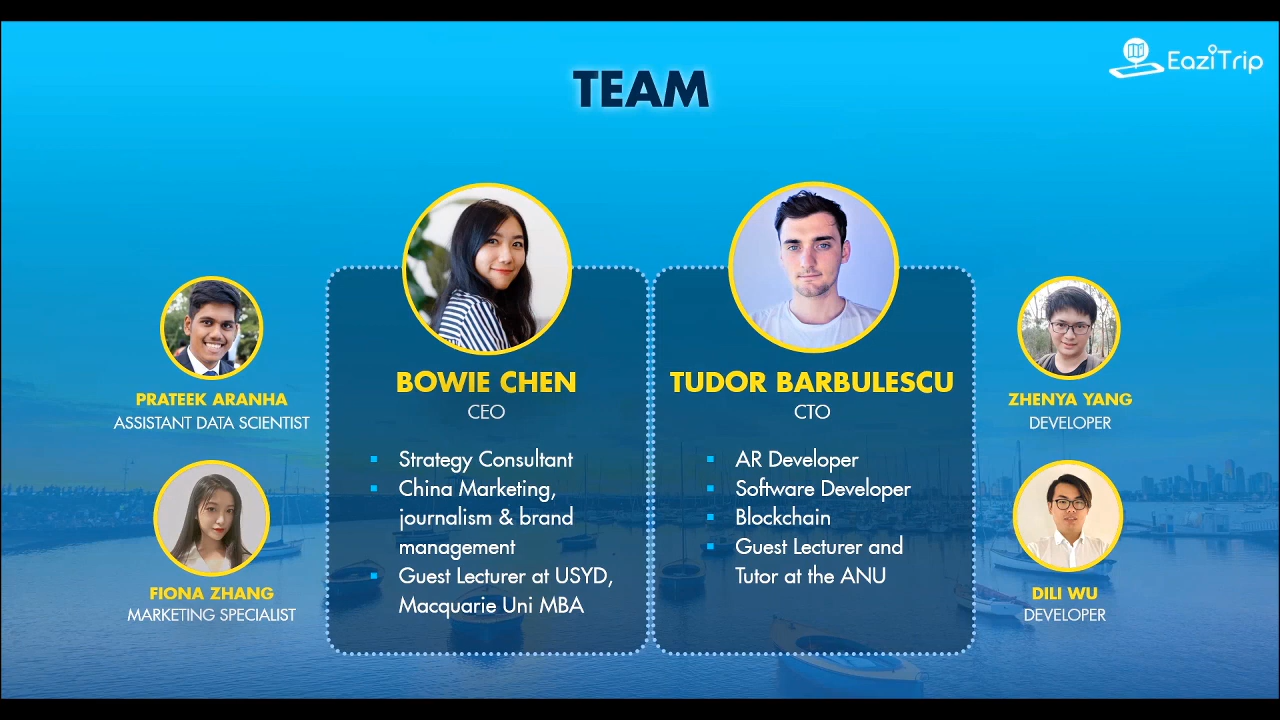 EaziTrip
TEAM
PRATEEK ARANHA
ASSISTANT DATA SCIENTIST
FIONA ZHANG
MARKETING SPECIALIST
BOWIE CHEN
CEO
Strategy Consultant
China Marketing,
journalism & brand
management
Guest Lecturer at USYD,
Macquarie Uni MBA
TUDOR BARBULESCU
CTO
AR Developer
Software Developer
Blockchain
Guest Lecturer and
Tutor at the ANU
ZHENYA YANG
DEVELOPER
DILI WU
DEVELOPER